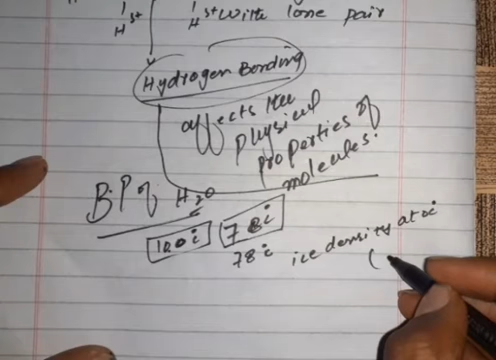 H δ+
H δ+ with lone pair
Hydrogen Bonding
affects the
physical
properties of
molecules.
B.P of H₂O
100°C 78°C
78°C ice density at
(